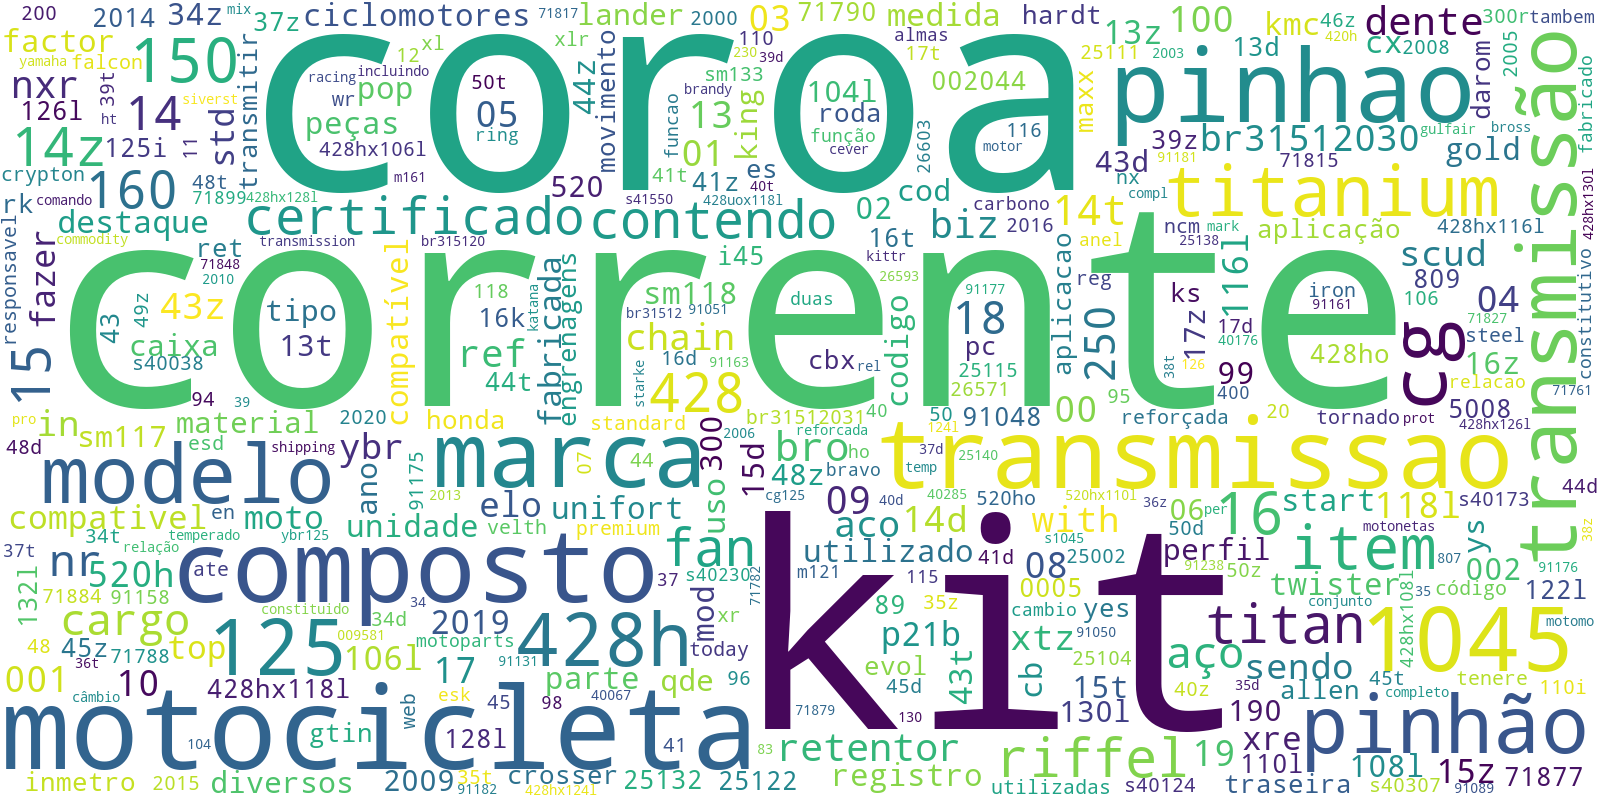 coroa
corrente
kit
pinhao
transmissão
titanium
certificado
contendo
transmissao
marca
modelo
composto
motocicleta
pinhão
1045
titan
item
riffel
retentor
428h
125
fan
bro
150
160
14
14z
15
fazer
nxr
std
transmitir
37z
ciclomotores
2014
34z
mix
200
factor
yamaha
falcon
126l
39t
ht
125i
11
siverst
crypton
48t
rk
comando
71899
428hx128l
destaque
commodity
ret
71848
2010
transmission
responsavel
racing
incluindo
12
xl
wr
pop
50t
05
ring
peças
428hx106l
m161
71817
xlr
lander
2000
110
03
71790
230
39d
medida
almas
17t
hardt
44z
movimento
sm133
brandy
104l
roda
função
cever
002044
116
motor
funcao
13
king
01
26603
41t
41z
40t
es
s41550
428uox118l
520
cod
02
biz
carbono
2016
25111
13z
100
2003
kmc
46z
420h
13d
dente
cx
2008
300r
tambem
2005
darom
maxx
br31512030
39z
43d
91181
71815
gulfair
bross
gold
fabricado
nx
compl
14t
anel
ncm
25138
mark
aplicação
428hx116l
428hx130l
scud
809
constitutivo
04
106
71827
steel
iron
91161
116l
ks
reg
aplicacao
250
17z
17d
40176
99
400
38t
126
95
428ho
16z
relacao
71761
cg
5008
428hx126l
prot
tornado
20
reforçada
00
91048
50
1241
37d
25140
temp
16t
kittr
26593
91177
18
pc
25115
26571
codigo
cbx
rel
duas
i45
br315120
br31512
91051
sm118
chain
16d
91163
428
starke
katana
fabricada
engrenagens
118
16k
ref
44t
compatível
tipo
13t
43z
49z
43
caixa
s40038
94
39
2020
material
esd
shipping
pro
in
sm117
48d
honda
standard
br31512031
40
reforcada
ho
bravo
48z
15d
300
uso
2006
44
07
unifort
elo
2013
91175
ybr
ano
compativel
en
moto
unidade
velth
premium
34t
temperado
ybr125
relação
37t
nr
520h
ate
132l
71884
91158
constituido
34
37
s40230
71782
cg125
40d
09
aço
14d
40285
520ho
520hx110l
36z
with
41d
s1045
utilizado
m121
115
08
25002
0005
cambio
yes
91050
06
per
16
50d
perfil
91238
50z
start
118l
s40173
44d
motonetas
ys
38z
807
002
91176
twister
conjunto
35
código
122l
428hx108l
motomo
cargo
48
45z
36t
71788
top
009581
34d
106l
2019
motoparts
91131
17
mod
xr
today
96
89
35z
p21b
evol
45d
43t
xtz
cb
25104
15t
130l
40z
aço
35d
190
sendo
allen
45t
completo
tenere
110i
001
10
câmbio
428hx118l
esk
45
98
40067
parte
qde
71879
130
104
gtin
web
128l
41
83
19
xre
110l
108l
15z
71877
inmetro
2015
diversos
2009
35t
91182
crosser
428hx124l
25132
25122
registro
utilizadas
s40124
traseira
s40307
91089